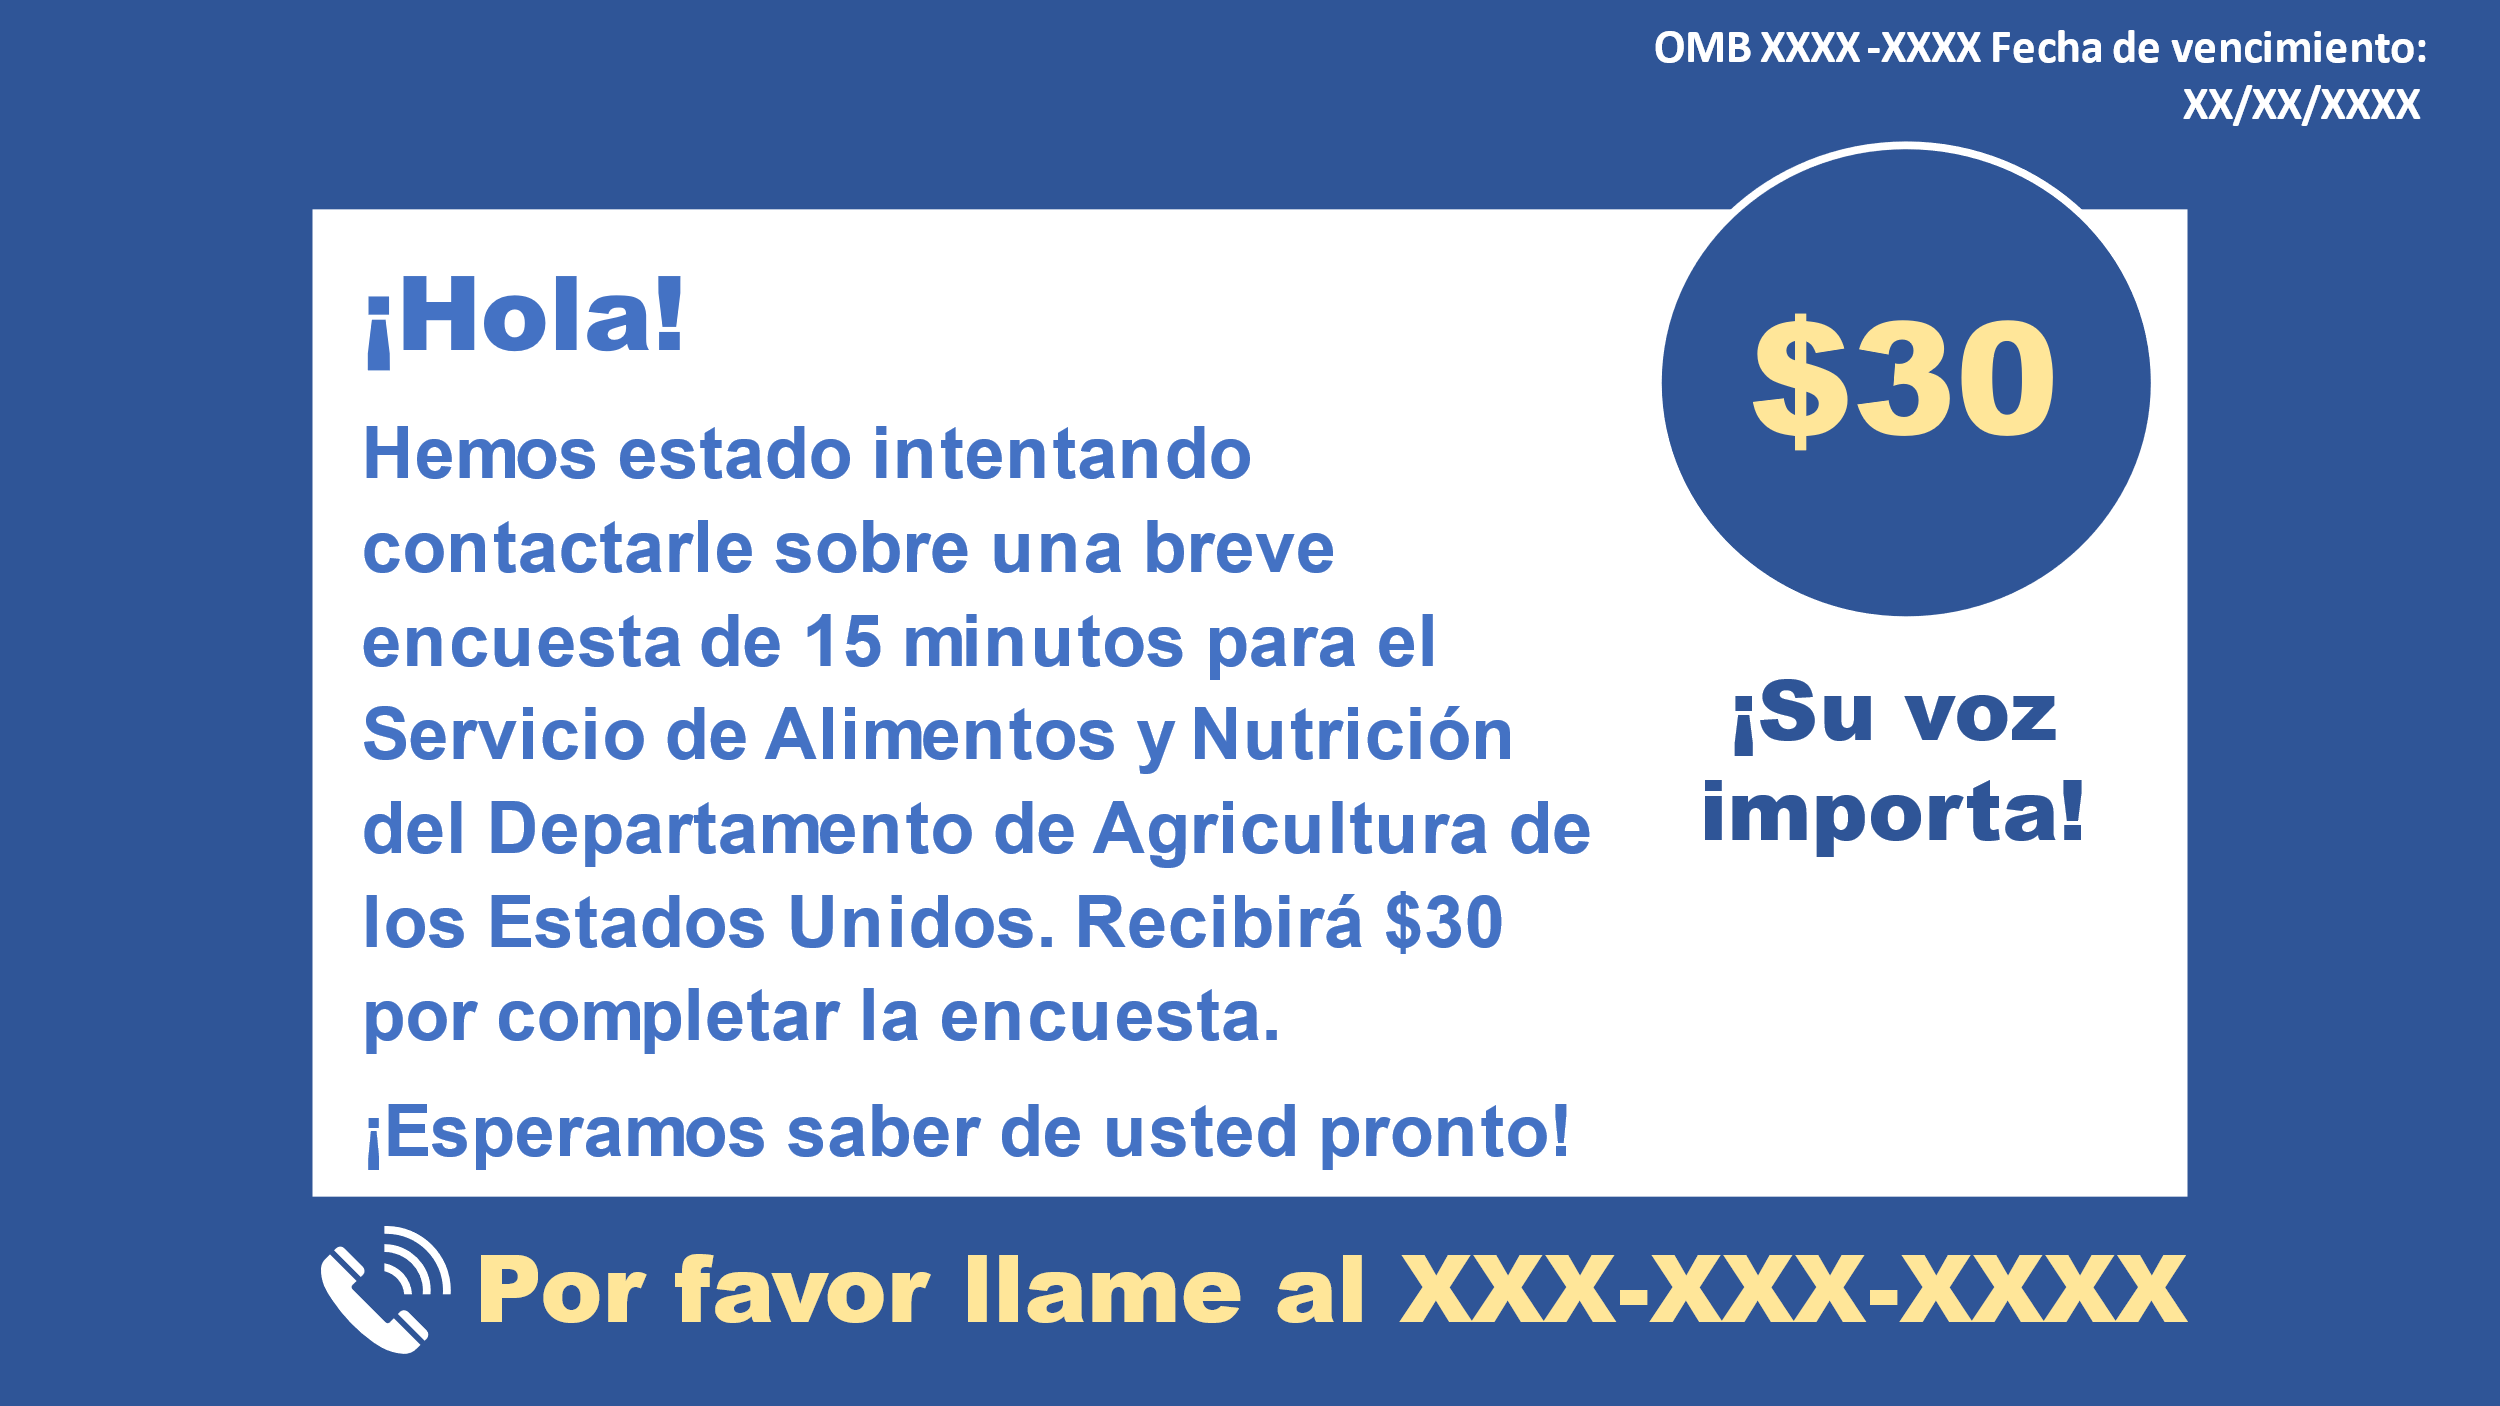 OMB XXXX -XXXX Fecha de vencimiento:
XX/XX/XXXX
$30
¡Hola!
Hemos estado intentando
contactarle sobre una breve
encuesta de 15 minutos para el
Servicio de Alimentos y Nutrición
del Departamento de Agricultura de
los Estados Unidos. Recibirá $30
por completar la encuesta.
¡Esperamos saber de usted pronto!
¡Su voz
importa!
Por favor llame al XXX-XXX-XXXX